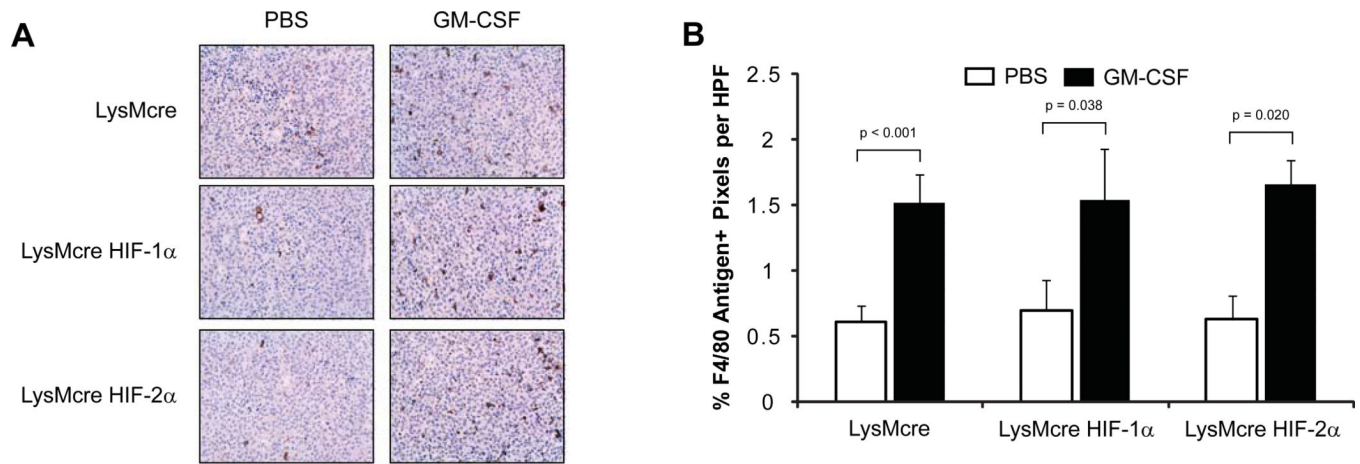 A
PBS
GM-CSF
LysMcre
LysMcre HIF-1α
LysMcre HIF-2α
B
% F4/80 Antigen+ Pixels per HPF
2.5
2
1.5
1
0.5
0
PBS
GM-CSF
p < 0.001
p = 0.038
p = 0.020
LysMcre
LysMcre HIF-1α
LysMcre HIF-2α